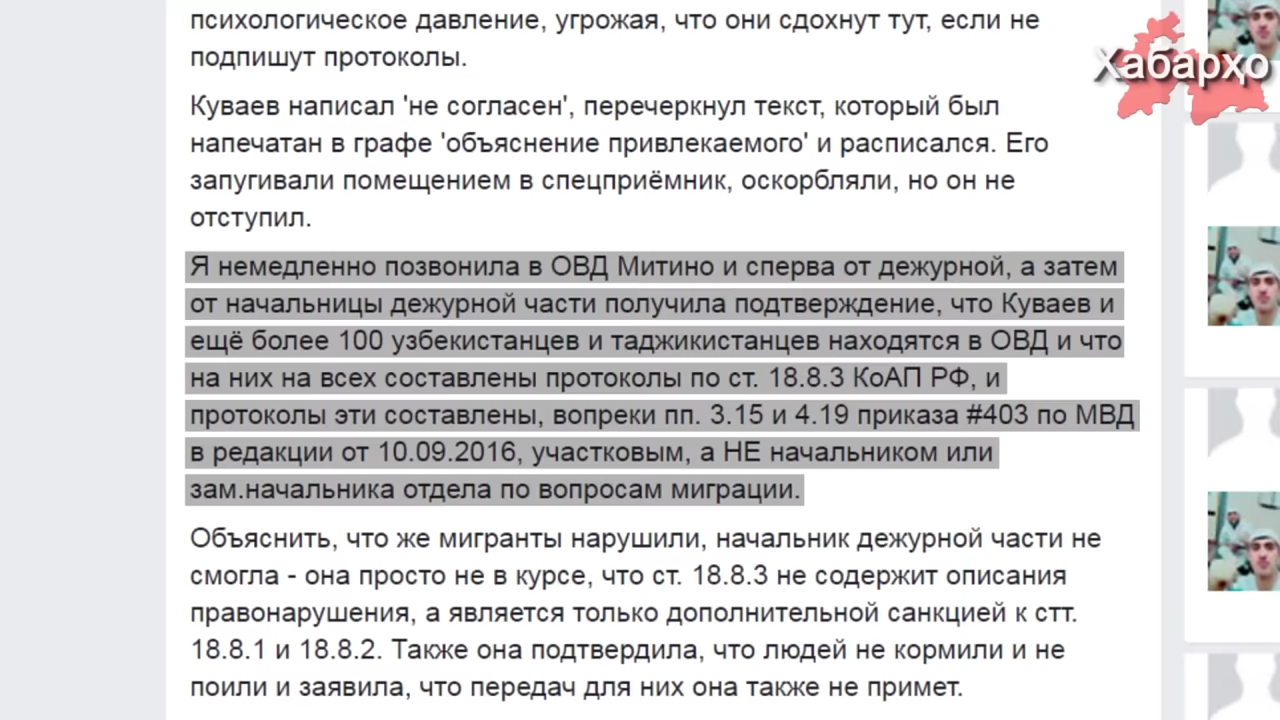 психологическое давление, угрожая, что они сдохнут тут, если не
подпишут протоколы.
Хабарҳо
Куваев написал 'не согласен', перечеркнул текст, который был
напечатан в графе 'объяснение привлекаемого' и расписался. Его
запугивали помещением в спецприёмник, оскорбляли, но он не
отступил.
Я немедленно позвонила в ОВД Митино и сперва от дежурной, а затем
от начальницы дежурной части получила подтверждение, что Куваев и
ещё более 100 узбекистанцев и таджикистанцев находятся в ОВД и что
на них на всех составлены протоколы по ст. 18.8.3 КоАП РФ, и
протоколы эти составлены, вопреки пп. 3.15 и 4.19 приказа #403 по МВД
в редакции от 10.09.2016, участковым, а НЕ начальником или
зам.начальника отдела по вопросам миграции.
Объяснить, что же мигранты нарушили, начальник дежурной части не
смогла - она просто не в курсе, что ст. 18.8.3 не содержит описания
правонарушения, а является только дополнительной санкцией к стт.
18.8.1 и 18.8.2. Также она подтвердила, что людей не кормили и не
поили и заявила, что передач для них она также не примет.